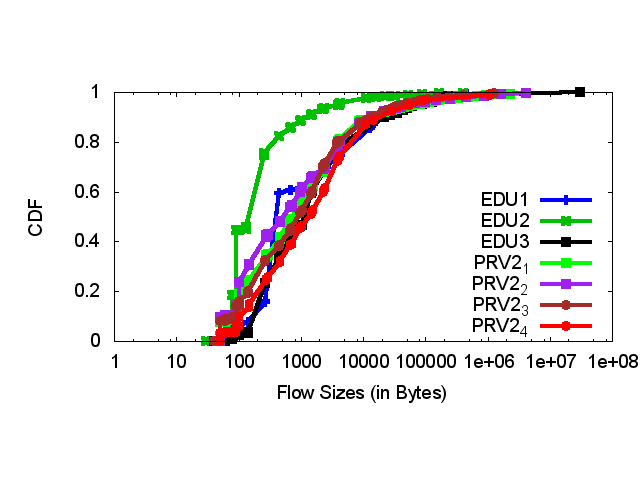 1
0.8
0.6
0.4
0.2
0
CDF
EDU1
EDU2
EDU3
PRV2₁
PRV2₂
PRV2₃
PRV2₄
1 10 100 1000 10000 100000 1e+06 1e+07 1e+08
Flow Sizes (in Bytes)